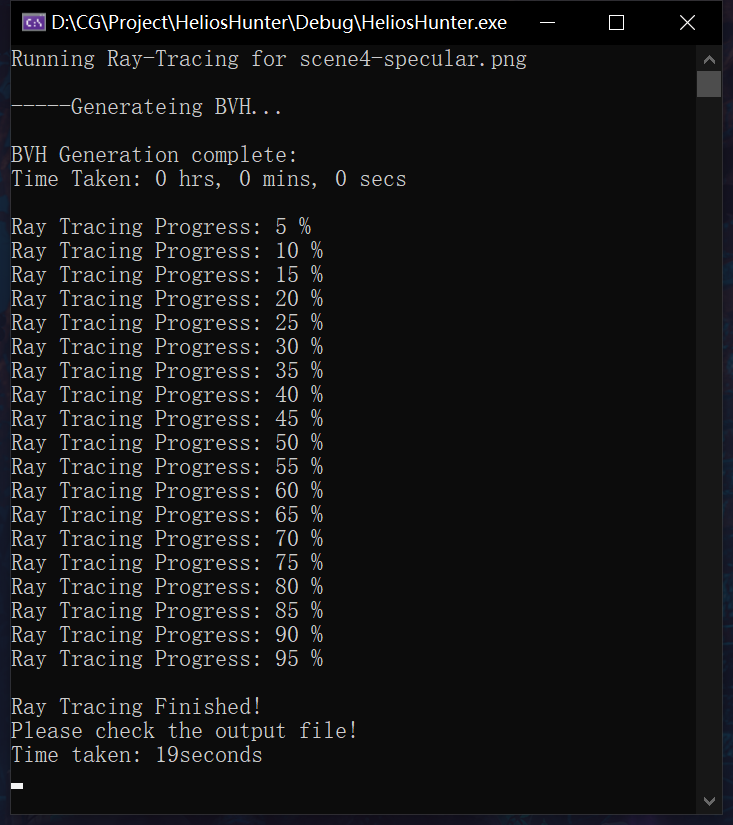 D:\CG\Project\HeliosHunter\Debug\HeliosHunter.exe
Running Ray-Tracing for scene4-specular.png
-----Generateing BVH...
BVH Generation complete:
Time Taken: 0 hrs, 0 mins, 0 secs
Ray Tracing Progress: 5 %
Ray Tracing Progress: 10 %
Ray Tracing Progress: 15 %
Ray Tracing Progress: 20 %
Ray Tracing Progress: 25 %
Ray Tracing Progress: 30 %
Ray Tracing Progress: 35 %
Ray Tracing Progress: 40 %
Ray Tracing Progress: 45 %
Ray Tracing Progress: 50 %
Ray Tracing Progress: 55 %
Ray Tracing Progress: 60 %
Ray Tracing Progress: 65 %
Ray Tracing Progress: 70 %
Ray Tracing Progress: 75 %
Ray Tracing Progress: 80 %
Ray Tracing Progress: 85 %
Ray Tracing Progress: 90 %
Ray Tracing Progress: 95 %
Ray Tracing Finished!
Please check the output file!
Time taken: 19seconds